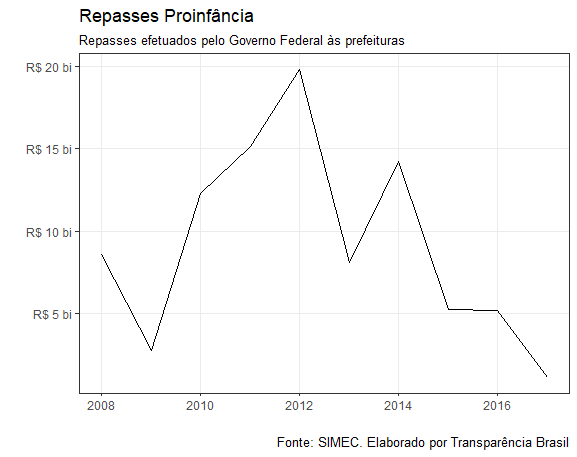 Repasses Proinfância
Repasses efetuados pelo Governo Federal às prefeituras
R$ 20 bi
R$ 15 bi
R$ 10 bi
R$ 5 bi
2008 2010 2012 2014 2016
Fonte: SIMEC. Elaborado por Transparência Brasil